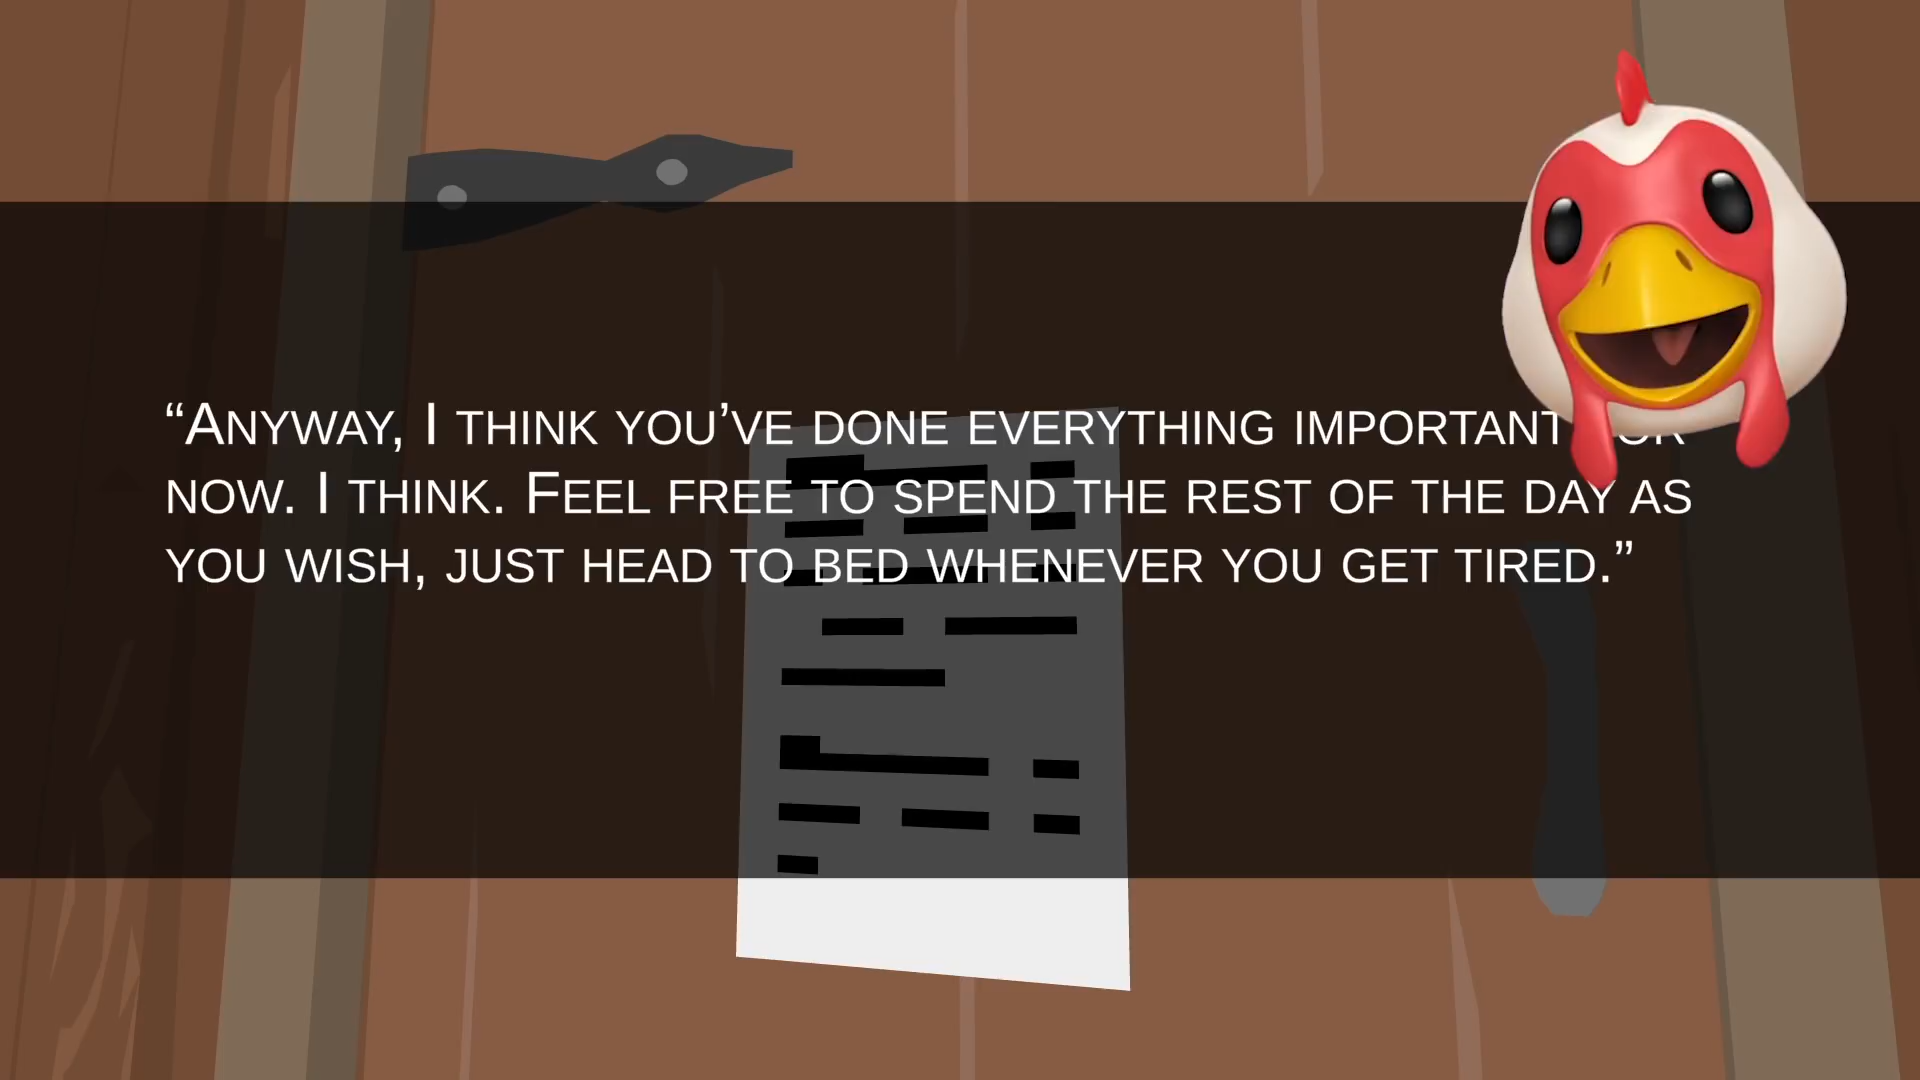 “Anyway, I think you’ve done everything important
now. I think. Feel free to spend the rest of the day as
you wish, just head to bed whenever you get tired.”